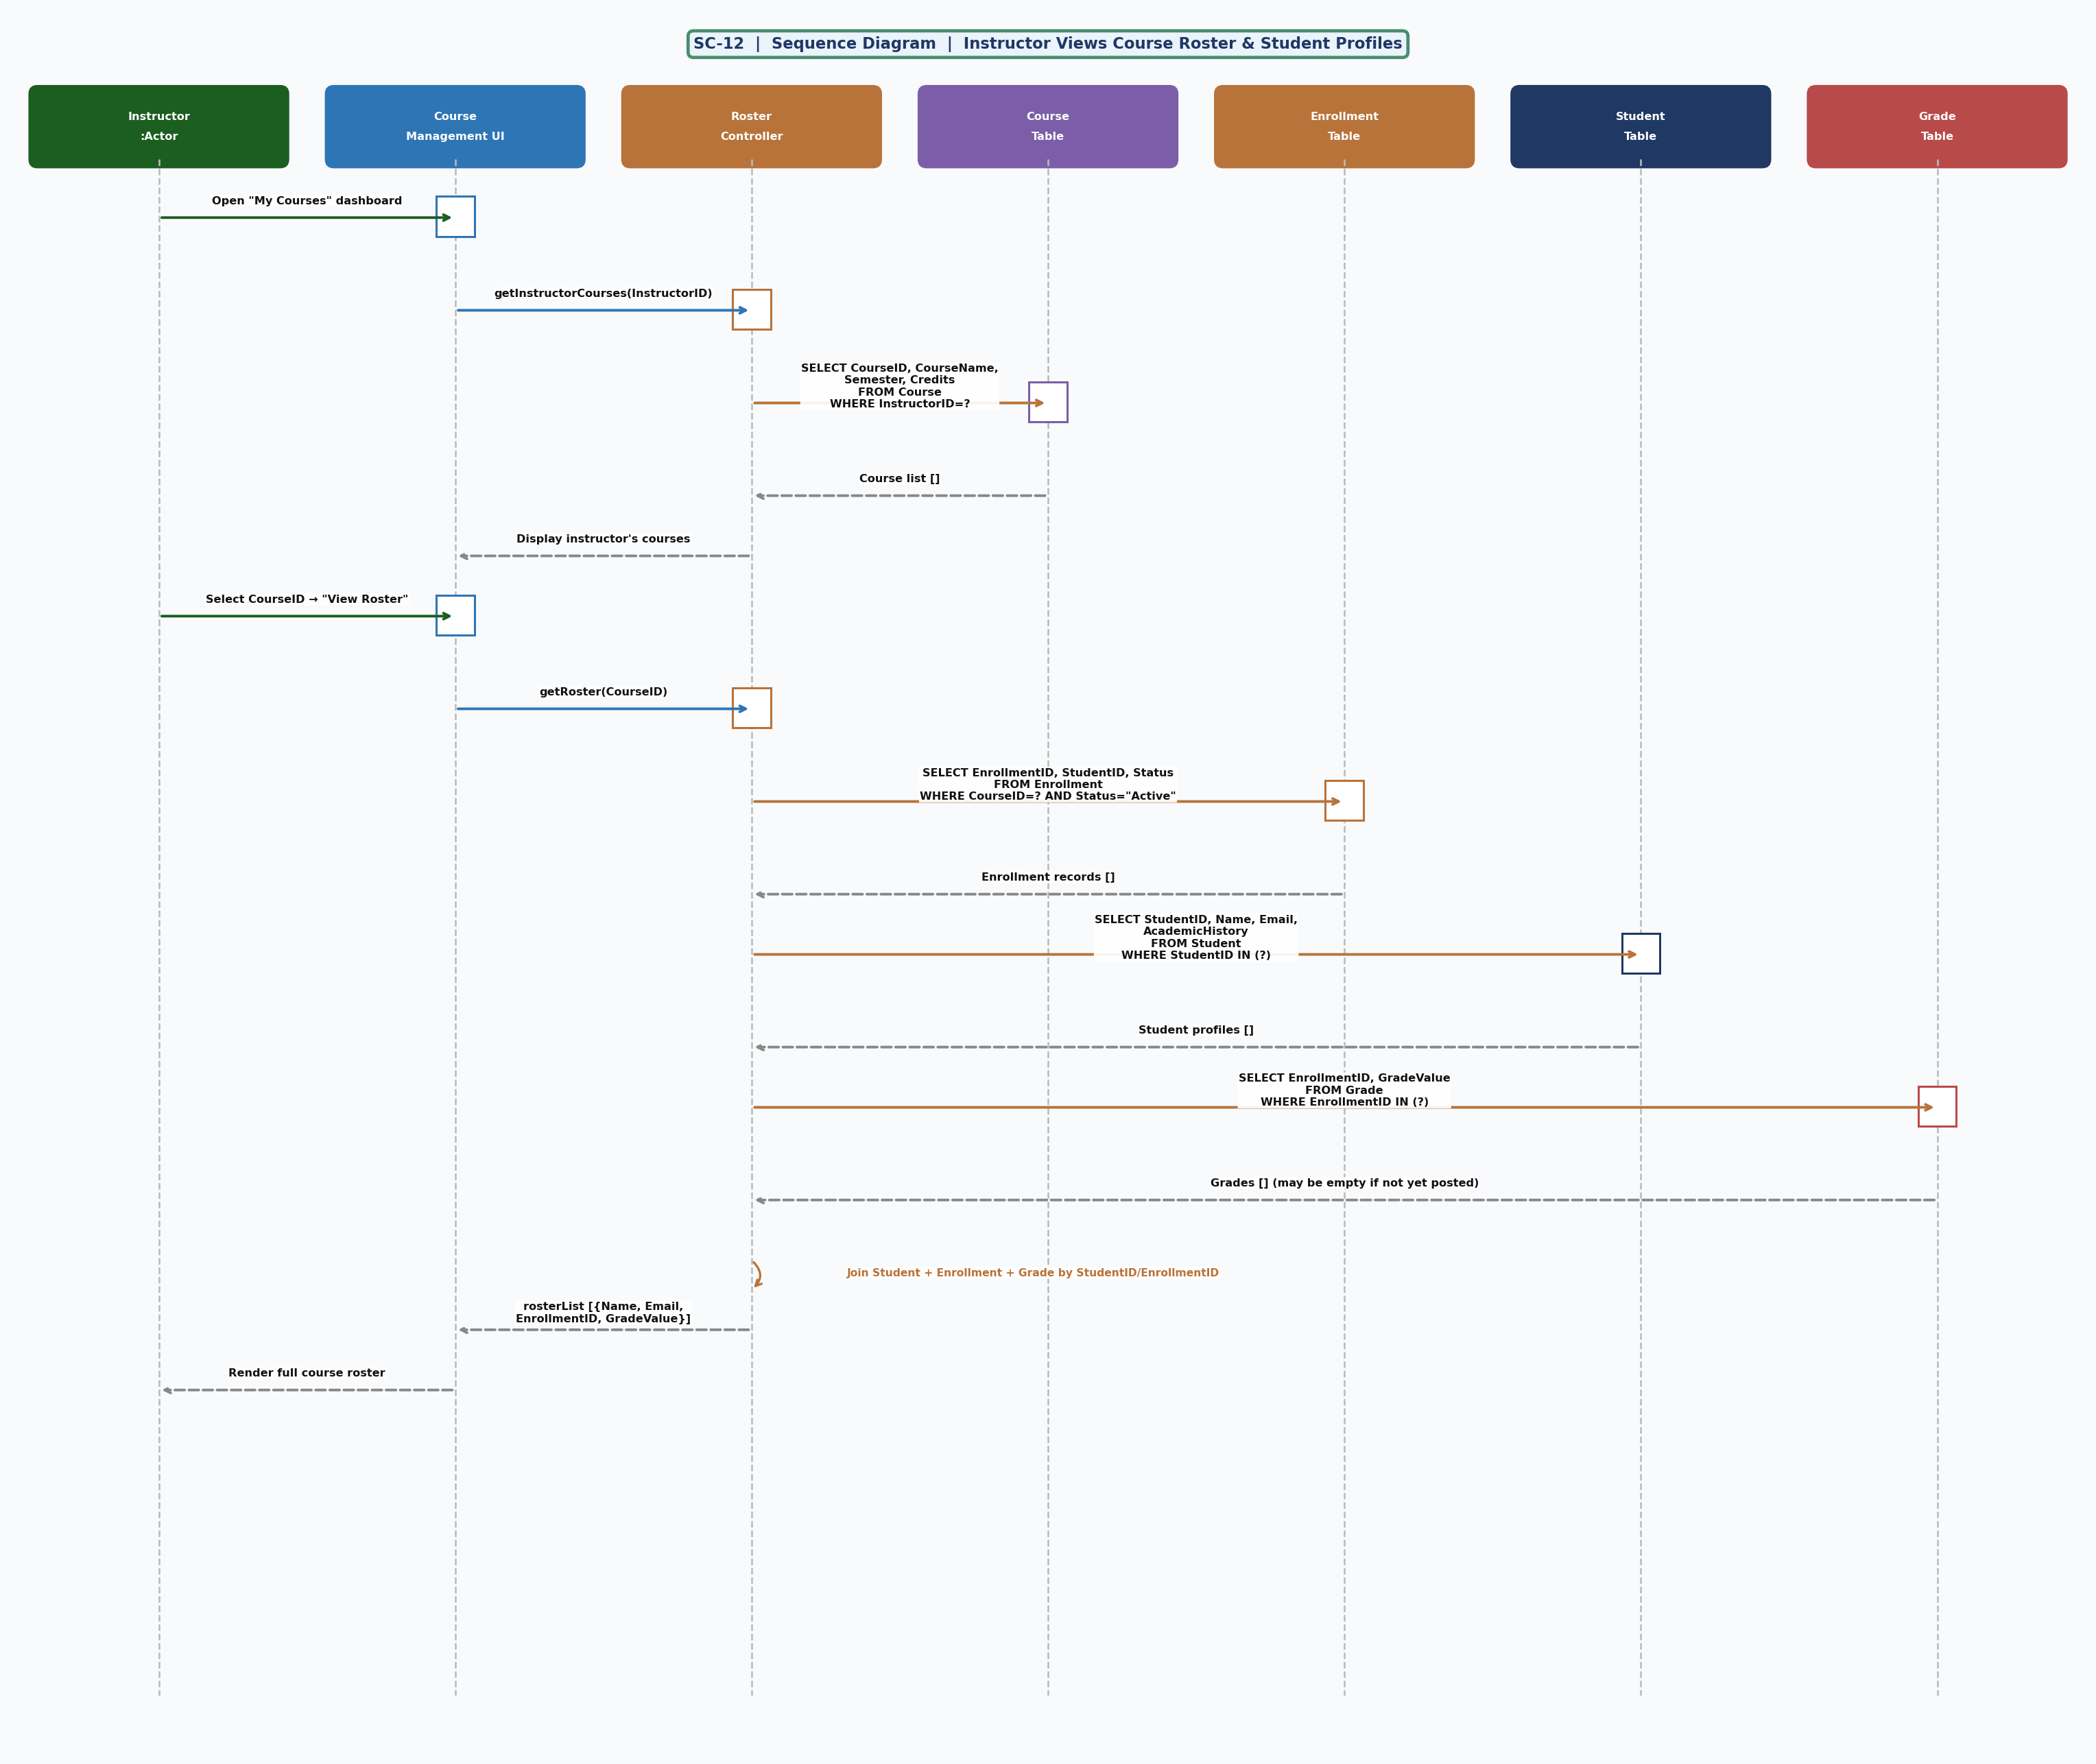 SC-12  |  Sequence Diagram  |  Instructor Views Course Roster & Student Profiles
Instructor
:Actor
Course
Management UI
Roster
Controller
Course
Table
Enrollment
Table
Student
Table
Grade
Table
Open "My Courses" dashboard
getInstructorCourses(InstructorID)
SELECT CourseID, CourseName,
Semester, Credits
FROM Course
WHERE InstructorID=?
Course list []
Display instructor's courses
Select CourseID → "View Roster"
getRoster(CourseID)
SELECT EnrollmentID, StudentID, Status
FROM Enrollment
WHERE CourseID=? AND Status="Active"
Enrollment records []
SELECT StudentID, Name, Email,
AcademicHistory
FROM Student
WHERE StudentID IN (?)
Student profiles []
SELECT EnrollmentID, GradeValue
FROM Grade
WHERE EnrollmentID IN (?)
Grades [] (may be empty if not yet posted)
Join Student + Enrollment + Grade by StudentID/EnrollmentID
rosterList [{Name, Email,
EnrollmentID, GradeValue}]
Render full course roster